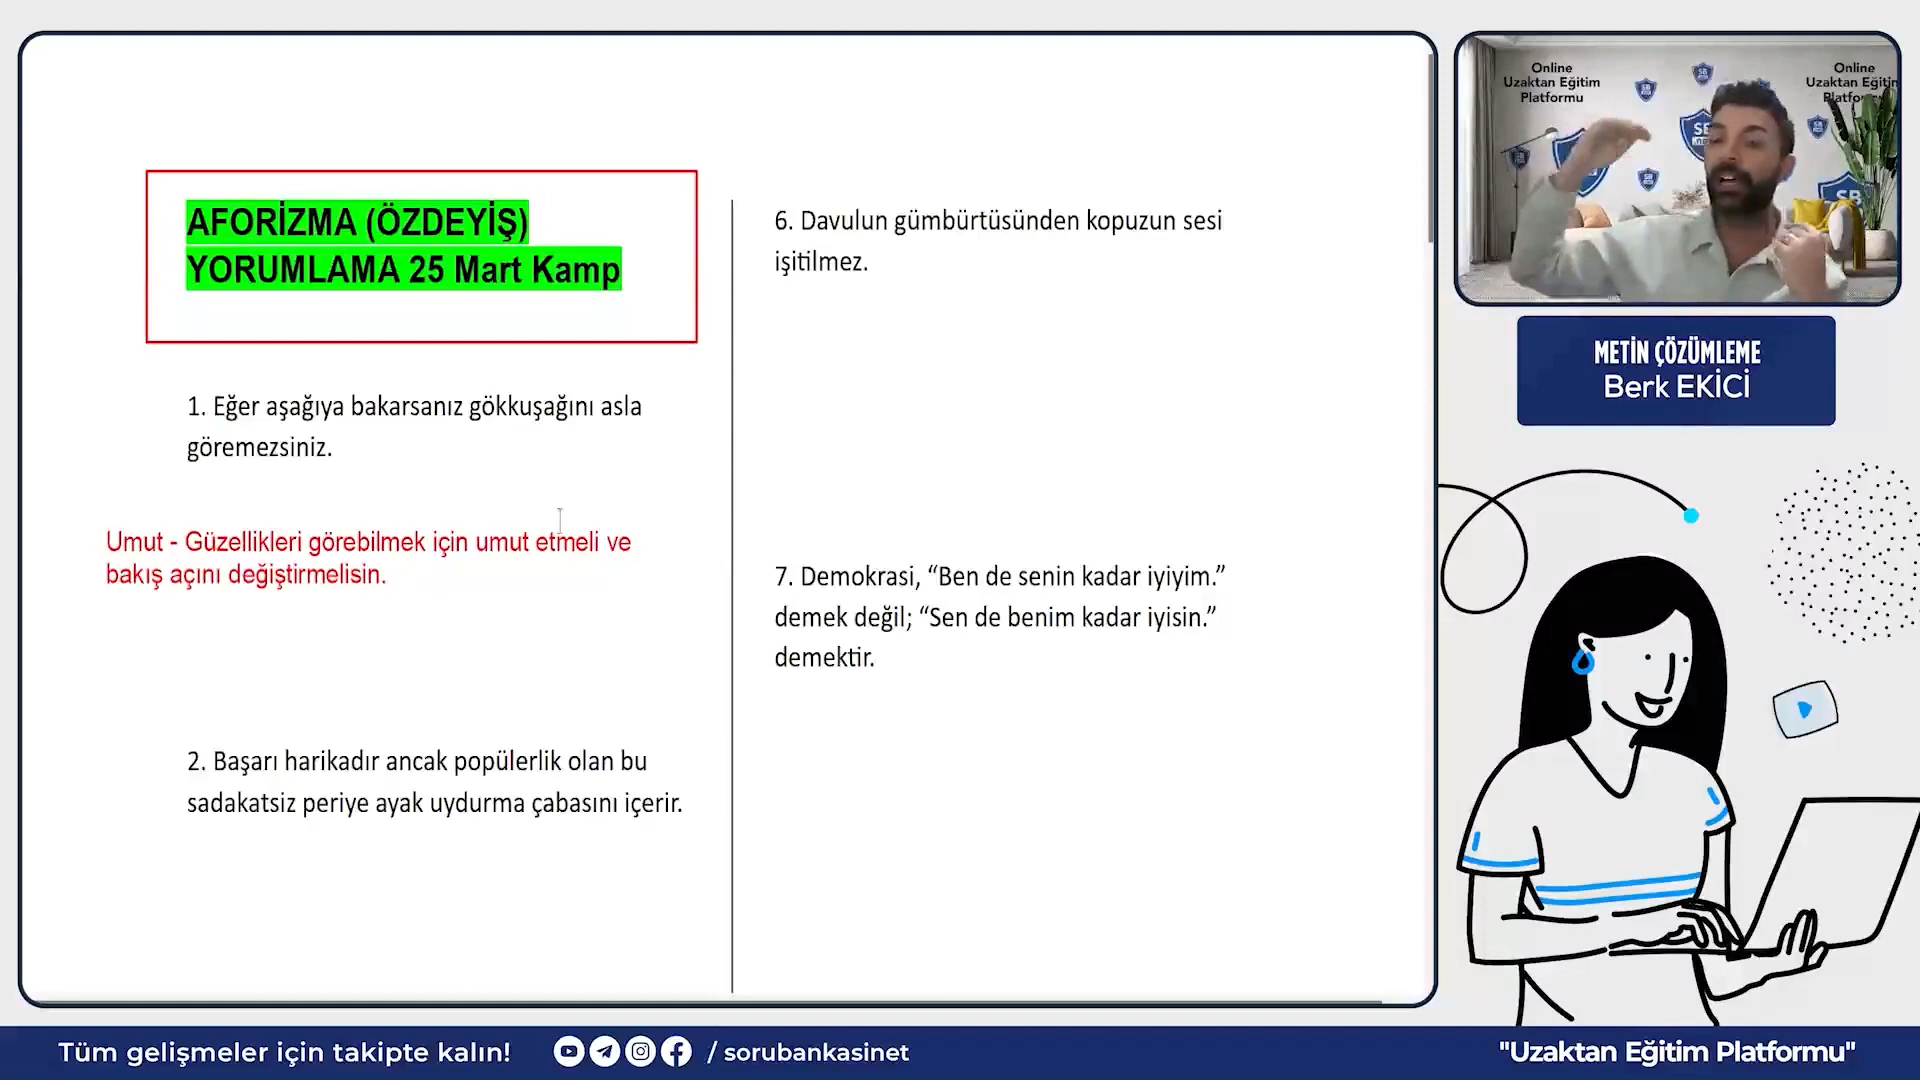 AFORİZMA (ÖZDEYİŞ)
YORUMLAMA 25 Mart Kamp
1. Eğer aşağıya bakarsanız gökkuşağını asla
göremezsiniz.
Umut - Güzellikleri görebilmek için umut etmeli ve
bakış açını değiştirmelisin.
2. Başarı harikadır ancak popülerlik olan bu
sadakatsiz periye ayak uydurma çabasını içerir.
6. Davulun gümbürtüsünden kopuzun sesi
işitilmez.
7. Demokrasi, “Ben de senin kadar iyiyim.”
demek değil; “Sen de benim kadar iyisin.”
demektir.
Online
Uzaktan Eğitim
Platformu
Online
Uzaktan Eğitim
METİN ÇÖZÜMLEME
Berk EKİCİ
Tüm gelişmeler için takipte kalın!
/ sorubankasinet
"Uzaktan Eğitim Platformu"